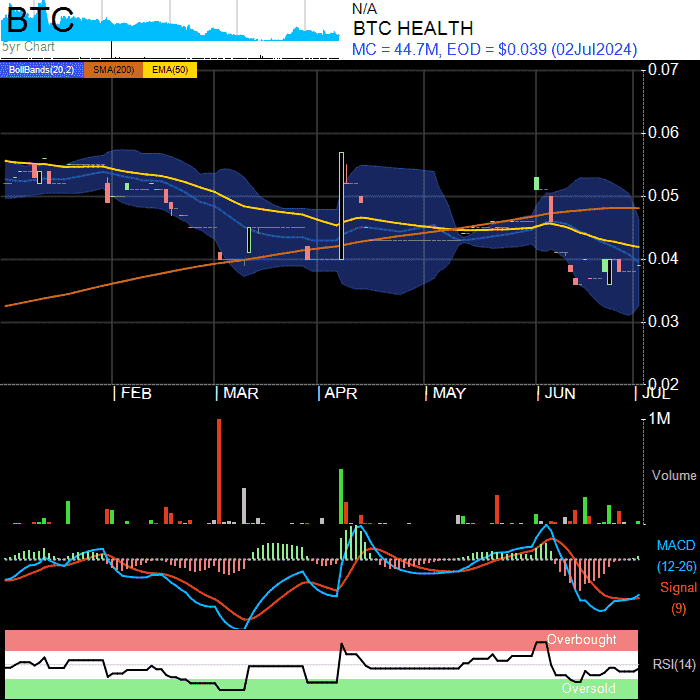 BTC
5yr Chart
N/A
BTC HEALTH
MC = 44.7M, EOD = $0.039 (02Jul2024)
BollBands(20,2) SMA(200) EMA(50)
0.07
0.06
0.05
0.04
0.03
0.02
FEB MAR APR MAY JUN JUL
1M
Volume
MACD
(12-26)
Signal
(9)
Overbought
RSI(14)
Oversold